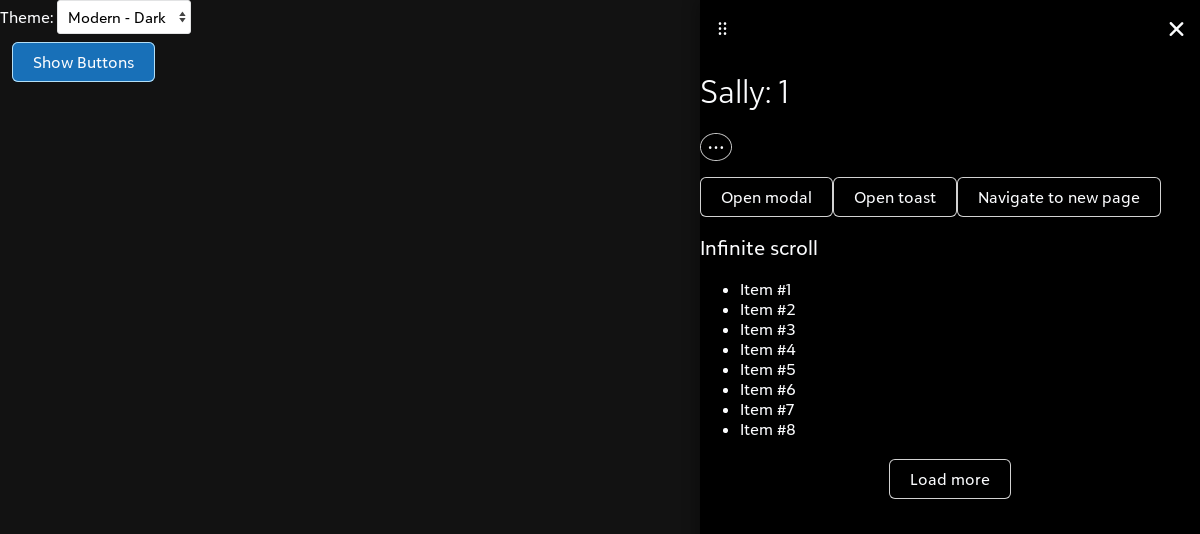 Theme: Modern - Dark
Show Buttons
Sally: 1
Open modal Open toast Navigate to new page
Infinite scroll
Item #1
Item #2
Item #3
Item #4
Item #5
Item #6
Item #7
Item #8
Load more